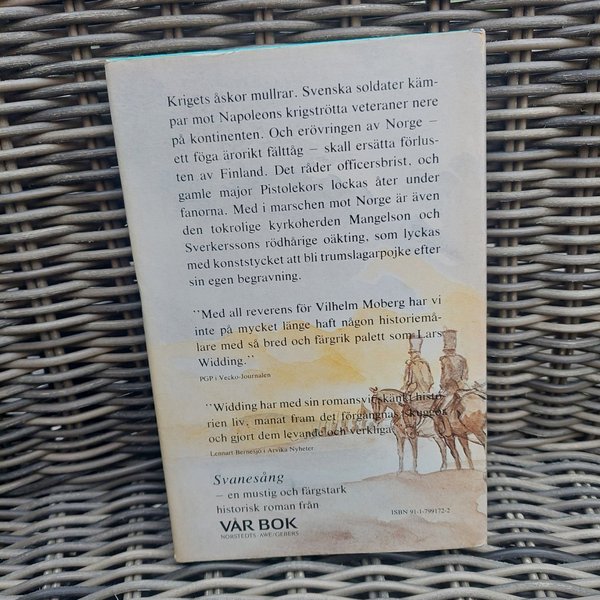 Krigets åskor mullrar. Svenska soldater käm-
par mot Napoleons krigströtta veteraner nere
på kontinenten. Och erövringen av Norge –
ett föga ärorikt fälttåg – skall ersätta förlus-
ten av Finland. Det råder officersbrist, och
gamle major Pistolekors lockas åter under
fanorna. Med i marschen mot Norge är även
den tokrolige kyrkoherden Mangelson och
Sverkerssons rödhårige oäkting, som lyckas
med konststycket att bli trumslagarpojke efter
sin egen begravning.
"Med all reverens för Vilhelm Moberg har vi
inte på mycket länge haft någon historiemå-
lare med så bred och färgrik palett som Lars
Widding."
PGP i Vecko-Journalen
"Widding har med sin romansvit skänkt histo-
rien liv, manat fram det förgångnas skuggor
och gjort dem levande och verkliga."
Lennart Bernesjö i Arvika Nyheter
Svanesång
– en mustig och färgstark
historisk roman från
VÅR BOK
NORSTEDTS AWE/GEBERS
ISBN 91-1-799172-2